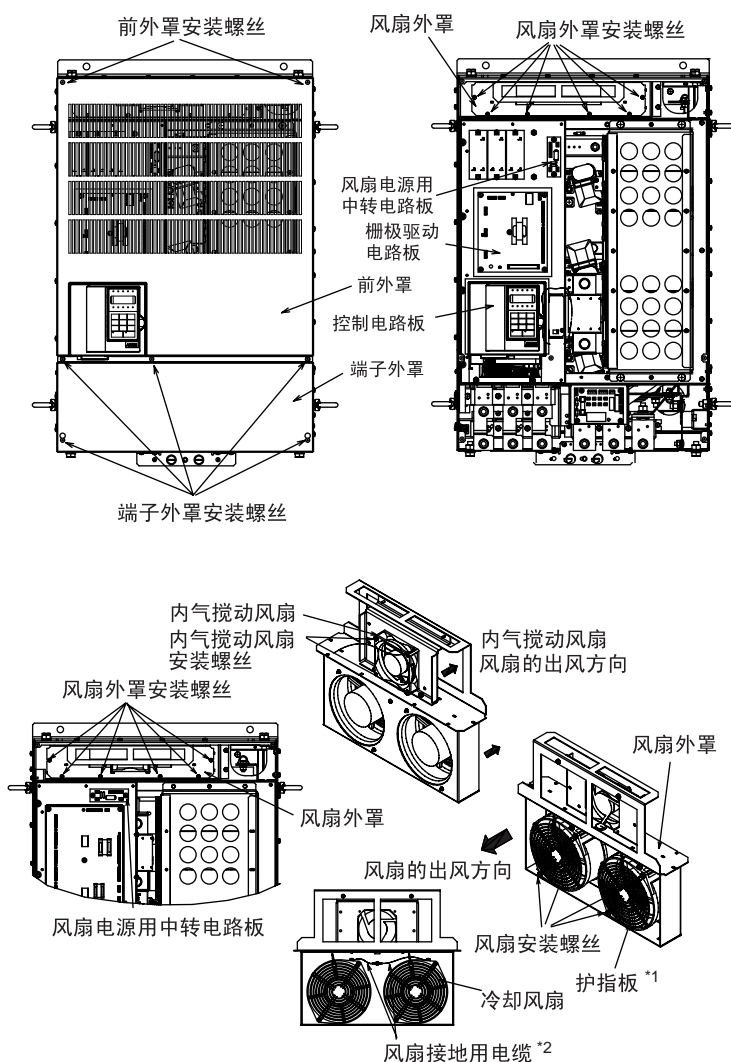 前外罩安装螺丝
风扇外罩
风扇外罩安装螺丝
风扇电源用
中转电路板
栅极驱动
电路板
前外罩
控制电路板
端子外罩
端子外罩安装螺丝
内气搅动风扇
内气搅动风扇
安装螺丝
内气搅动风扇
风扇的出风方向
风扇外罩安装螺丝
风扇外罩
风扇外罩
风扇的出风方向
风扇电源用中转电路板
风扇安装螺丝
护指板 *1
冷却风扇
风扇接地用电缆 *2